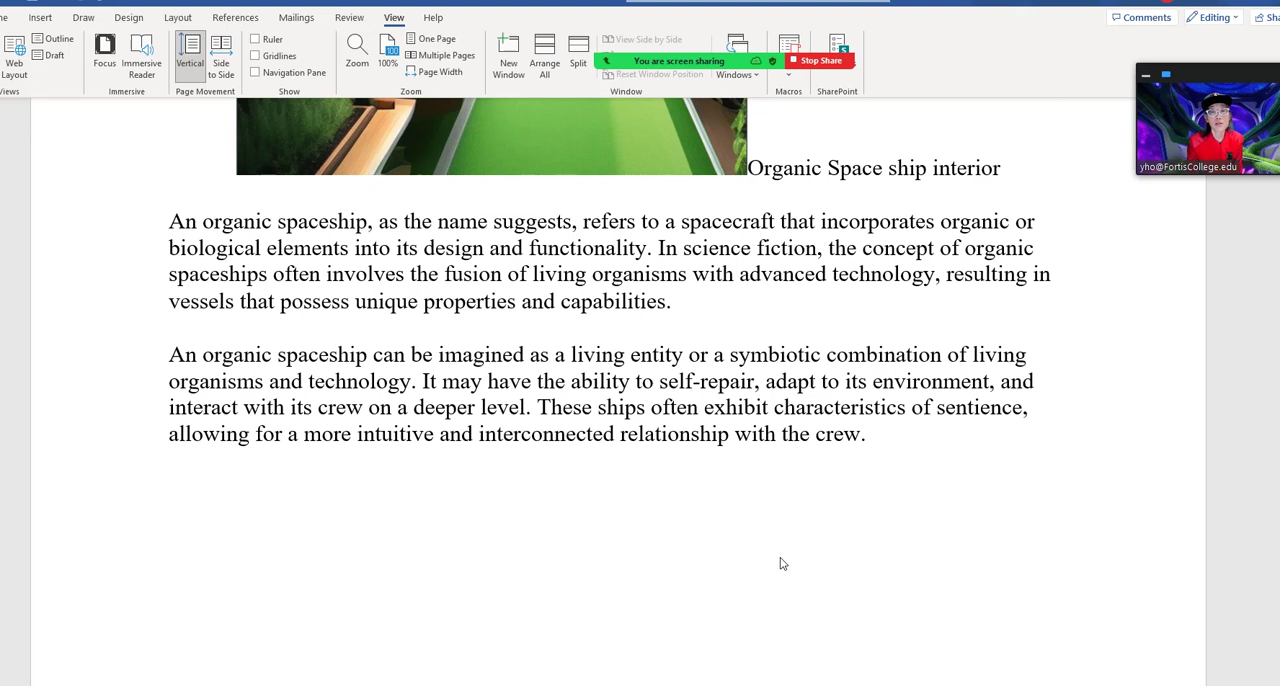 Insert Draw Design Layout References Mailings Review View Help
Comments Editing
Outline
Draft
Web Layout
Focus
Immersive Reader
Vertical
Side to Side
Ruler
Gridlines
Navigation Pane
Zoom
100
100%
One Page
Multiple Pages
Page Width
New Window
Arrange All
Split
View Side by Side
Reset Window Position
You are screen sharing
Stop Share
Windows
Immersive
Page Movement
Show
Zoom
Window
Macros
SharePoint
yho@FortisCollege.edu
Organic Space ship interior
An organic spaceship, as the name suggests, refers to a spacecraft that incorporates organic or
biological elements into its design and functionality. In science fiction, the concept of organic
spaceships often involves the fusion of living organisms with advanced technology, resulting in
vessels that possess unique properties and capabilities.
An organic spaceship can be imagined as a living entity or a symbiotic combination of living
organisms and technology. It may have the ability to self-repair, adapt to its environment, and
interact with its crew on a deeper level. These ships often exhibit characteristics of sentience,
allowing for a more intuitive and interconnected relationship with the crew.